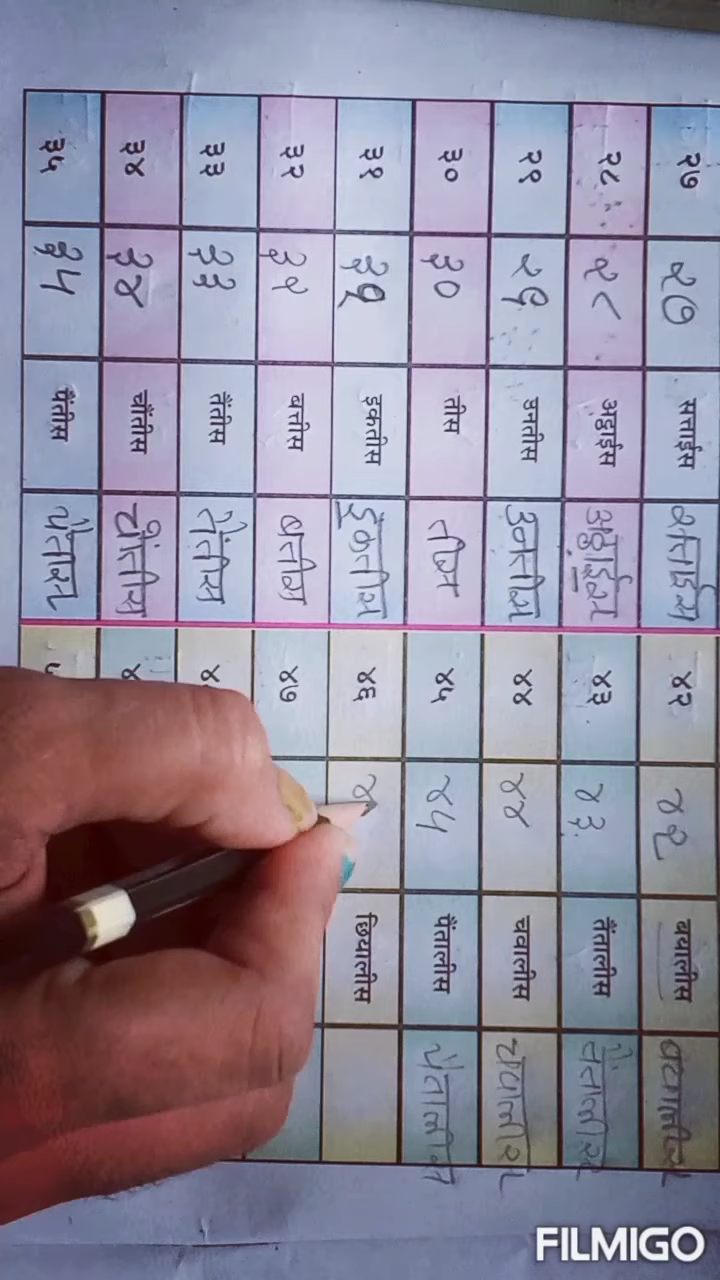 २७ २७ सत्ताईस सत्ताईस ४२ ४२ बयालीस बयालीस
२८ २८ अट्ठाईस अट्ठाईस ४३ ४३ तैंतालीस तैंतालीस
२९ २९ उनतीस उनतीस ४४ ४४ चवालीस चवालीस
३० ३० तीस तीस ४५ ४५ पैंतालीस पैंतालीस
३१ ३१ इकतीस इकतीस ४६ ४ छियालीस
३२ ३२ बत्तीस बत्तीस ४७
३३ ३३ तैंतीस तैंतीस
३४ ३४ चौंतीस चौंतीस
३५ ३५ पैंतीस पैंतीस
FILMIGO